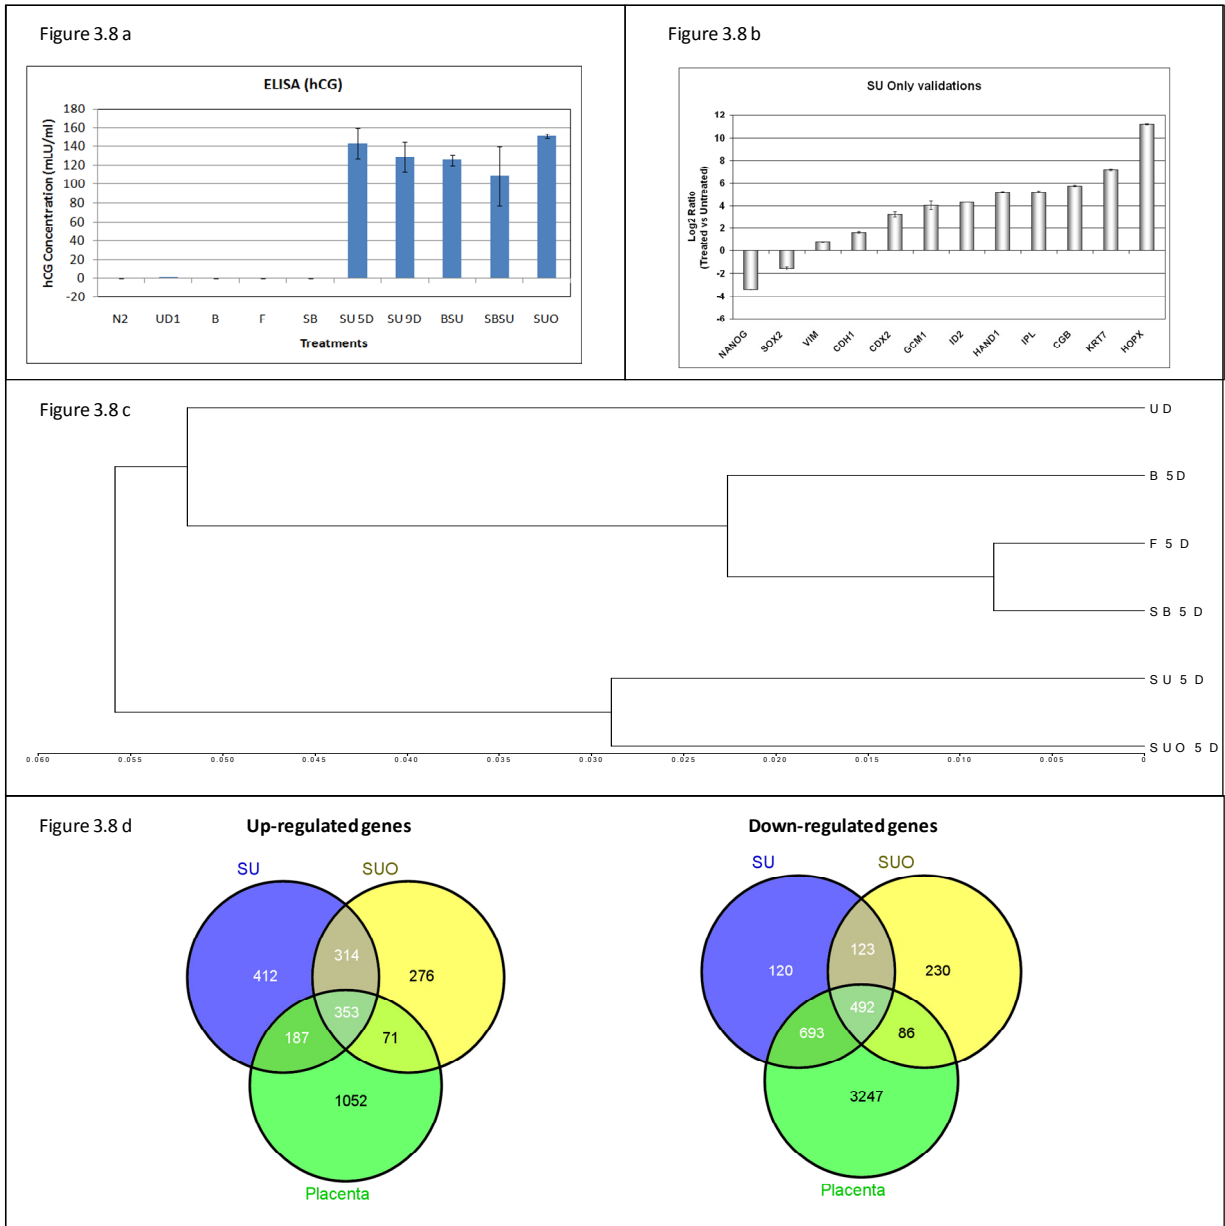 Figure 3.8 a
ELISA (hCG)
hCG Concentration (mLU/ml)
180
160
140
120
100
80
60
40
20
0
-20
N2 UD1 B F SB SU 5D SU 9D BSU SBSU SUO
Treatments
Figure 3.8 b
SU Only validations
Log2 Ratio
(Treated vs Untreated)
12
10
8
6
4
2
0
-2
-4
-6
NANOG SOX2 VIM CDH1 CDX2 GCM1 ID2 HAND1 IPL CGB KRT7 HOPX
Figure 3.8 c
U D
B 5 D
F 5 D
S B 5 D
S U 5 D
S U O 5 D
0.060 0.055 0.050 0.045 0.040 0.035 0.030 0.025 0.020 0.015 0.010 0.005 0
Figure 3.8 d
Up-regulated genes
SU SUO
314
412 276
353
187 71
1052
Placenta
Down-regulated genes
SU SUO
123
120 230
492
693 86
3247
Placenta